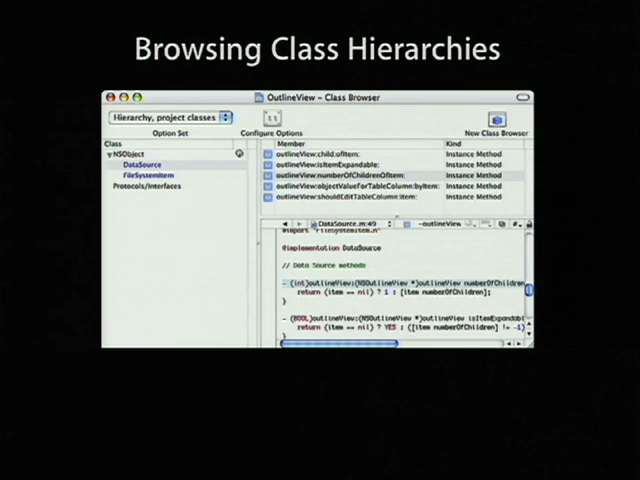 Browsing Class Hierarchies
OutlineView – Class Browser
Hierarchy, project classes
Option Set
Configure Options
New Class Browser
Class
Member
Kind
NSObject
DataSource
FileSystemItem
Protocols/Interfaces
outlineView:child:ofItem:
Instance Method
outlineView:isItemExpandable:
Instance Method
outlineView:numberOfChildrenOfItem:
Instance Method
outlineView:objectValueForTableColumn:byItem:
Instance Method
outlineView:shouldEditTableColumn:item:
Instance Method
DataSource.m:49
-outlineView
#import "FileSystemItem.h"
@implementation DataSource
// Data Source methods
- (int)outlineView:(NSOutlineView *)outlineView numberOfChildren
return (item == nil) ? 1 : [item numberOfChildren];
}
- (BOOL)outlineView:(NSOutlineView *)outlineView isItemExpandabl
return (item == nil) ? YES : ([item numberOfChildren] != -1)
}